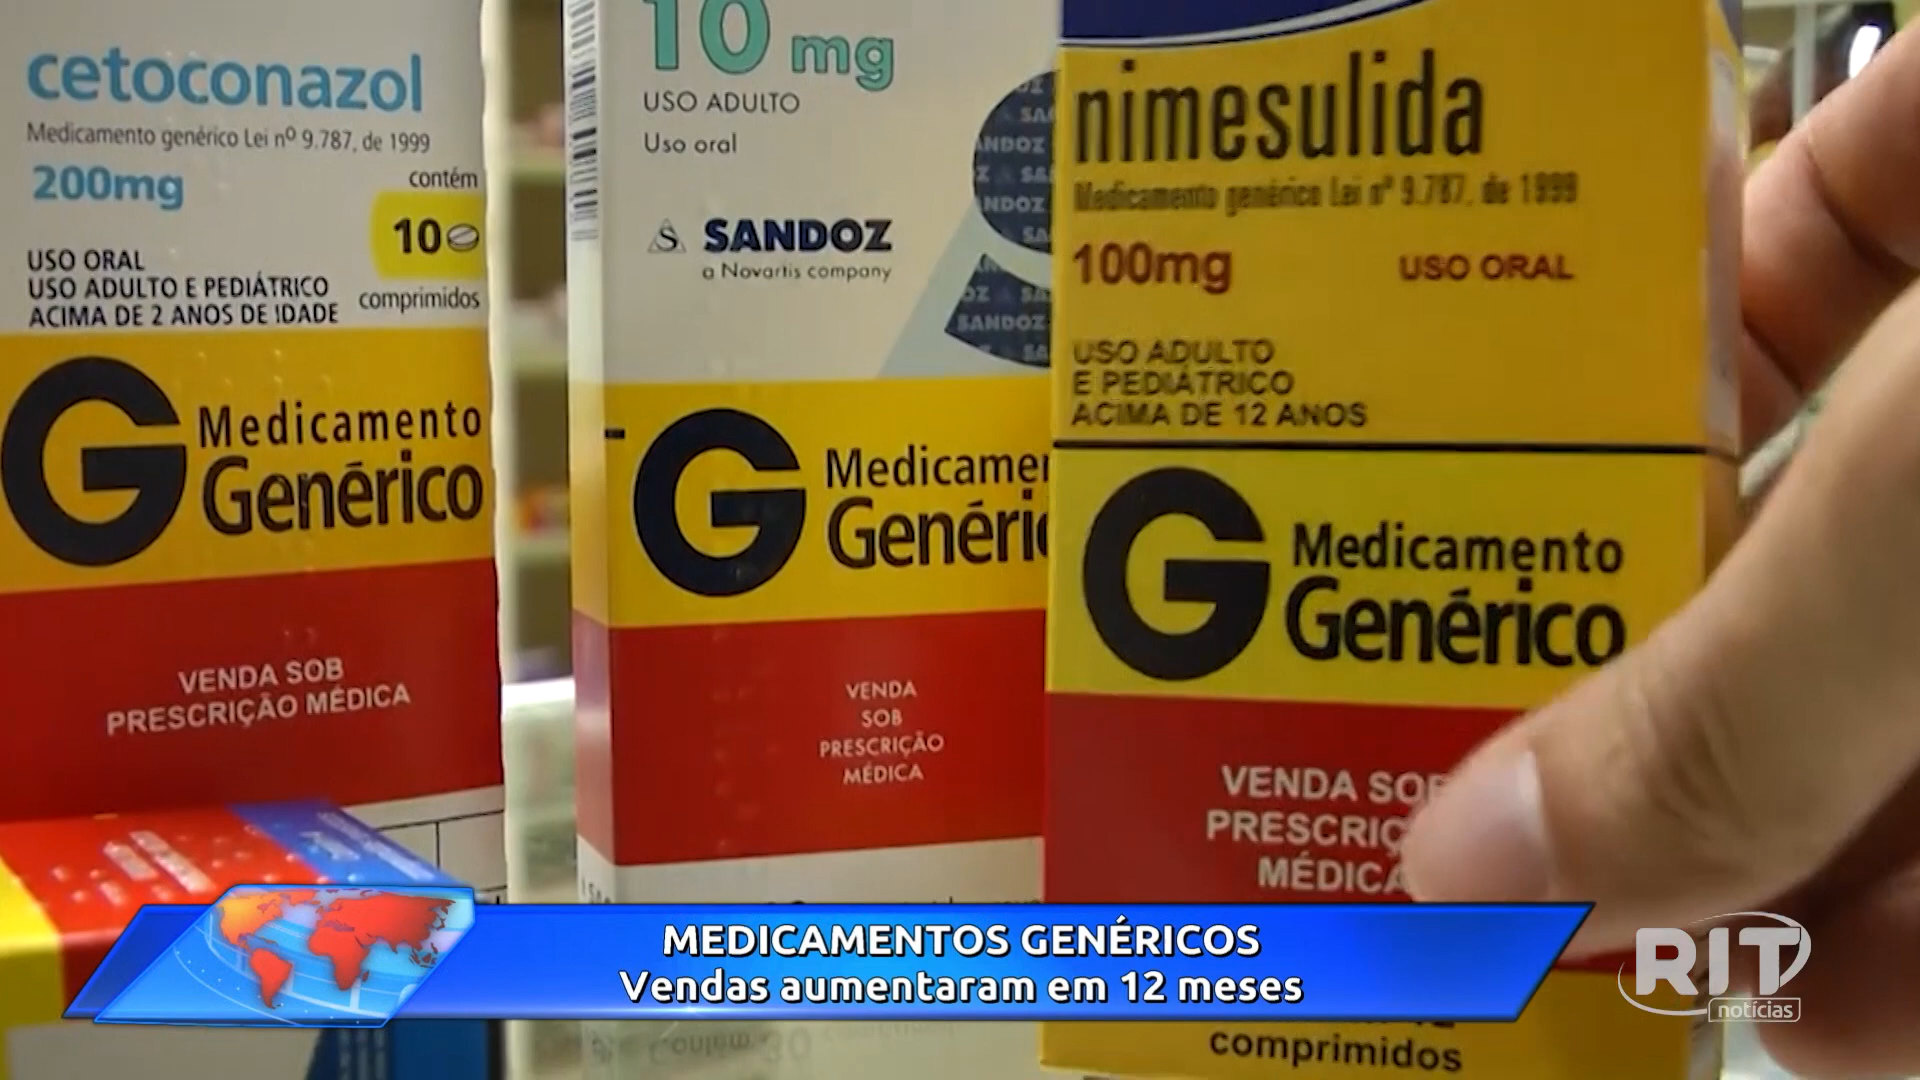 cetoconazol
Medicamento genérico Lei nº 9.787, de 1999
200mg
contém
10
comprimidos
USO ORAL
USO ADULTO E PEDIÁTRICO
ACIMA DE 2 ANOS DE IDADE
G Medicamento
Genérico
VENDA SOB
PRESCRIÇÃO MÉDICA
10 mg
USO ADULTO
Uso oral
S SANDOZ
a Novartis company
SANDOZ
G
VENDA
SOB
PRESCRIÇÃO
MÉDICA
nimesulida
Medicamento genérico Lei nº 9.787, de 1999
100mg USO ORAL
USO ADULTO
E PEDIÁTRICO
ACIMA DE 12 ANOS
G Medicamento
Genérico
VENDA SOB
PRESCRIÇ
MÉDICA
comprimidos
MEDICAMENTOS GENÉRICOS
Vendas aumentaram em 12 meses
RIT
notícias